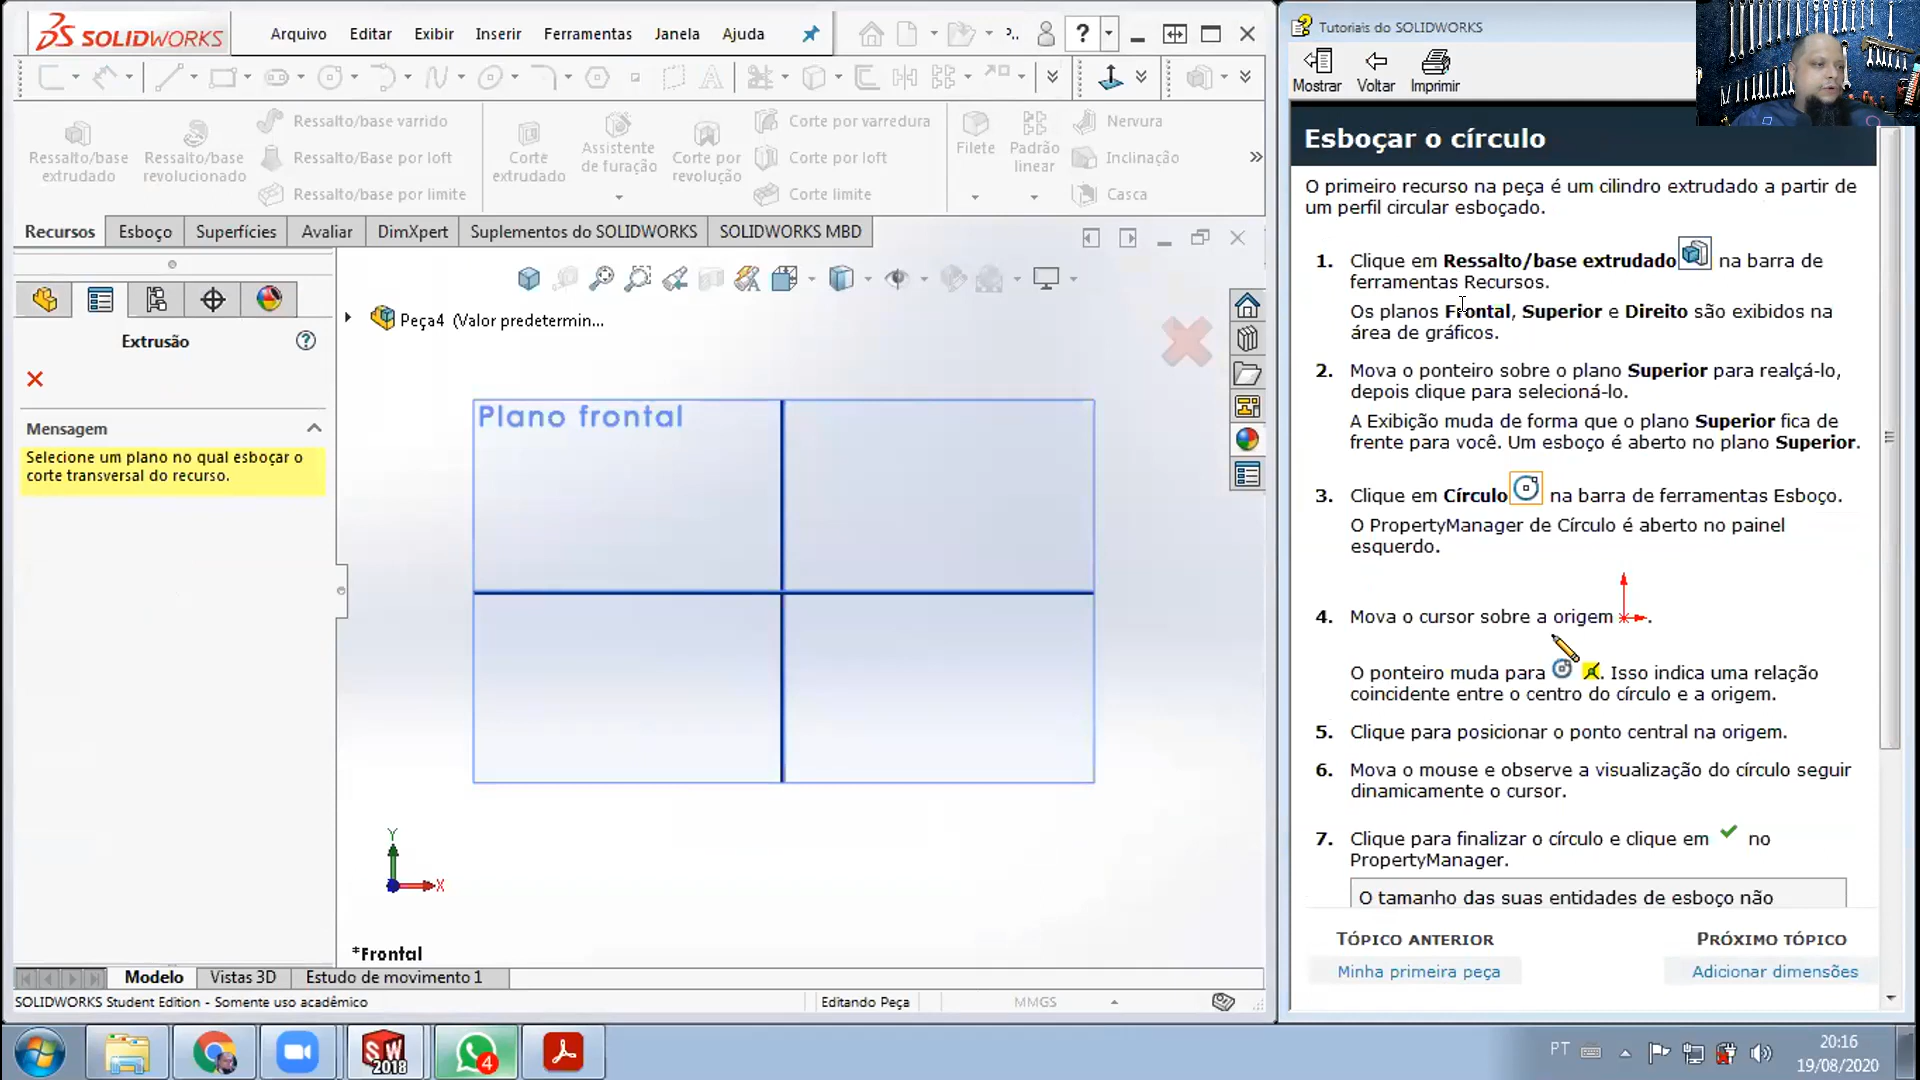 SOLIDWORKS
Arquivo Editar Exibir Inserir Ferramentas Janela Ajuda
Ressalto/base extrudado
Ressalto/base revolucionado
Ressalto/base varrido
Ressalto/Base por loft
Ressalto/base por limite
Corte extrudado
Assistente de furação
Corte por revolução
Corte por varredura
Corte por loft
Corte limite
Filete
Padrão linear
Nervura
Inclinação
Casca
Recursos Esboço Superfícies Avaliar DimXpert Suplementos do SOLIDWORKS SOLIDWORKS MBD
Extrusão
Mensagem
Selecione um plano no qual esboçar o
corte transversal do recurso.
Peça4 (Valor predetermin...
Plano frontal
Y
X
*Frontal
Modelo Vistas 3D Estudo de movimento 1
SOLIDWORKS Student Edition - Somente uso acadêmico
Editando Peça
MMGS
Tutoriais do SOLIDWORKS
Mostrar Voltar Imprimir
Esboçar o círculo
O primeiro recurso na peça é um cilindro extrudado a partir de
um perfil circular esboçado.
1. Clique em Ressalto/base extrudado na barra de
ferramentas Recursos.
Os planos Frontal, Superior e Direito são exibidos na
área de gráficos.
2. Mova o ponteiro sobre o plano Superior para realçá-lo,
depois clique para selecioná-lo.
A Exibição muda de forma que o plano Superior fica de
frente para você. Um esboço é aberto no plano Superior.
3. Clique em Círculo na barra de ferramentas Esboço.
O PropertyManager de Círculo é aberto no painel
esquerdo.
4. Mova o cursor sobre a origem .
O ponteiro muda para . Isso indica uma relação
coincidente entre o centro do círculo e a origem.
5. Clique para posicionar o ponto central na origem.
6. Mova o mouse e observe a visualização do círculo seguir
dinamicamente o cursor.
7. Clique para finalizar o círculo e clique em no
PropertyManager.
O tamanho das suas entidades de esboço não
TÓPICO ANTERIOR
Minha primeira peça
PRÓXIMO TÓPICO
Adicionar dimensões
SW
2018
4
PT
20:16
19/08/2020